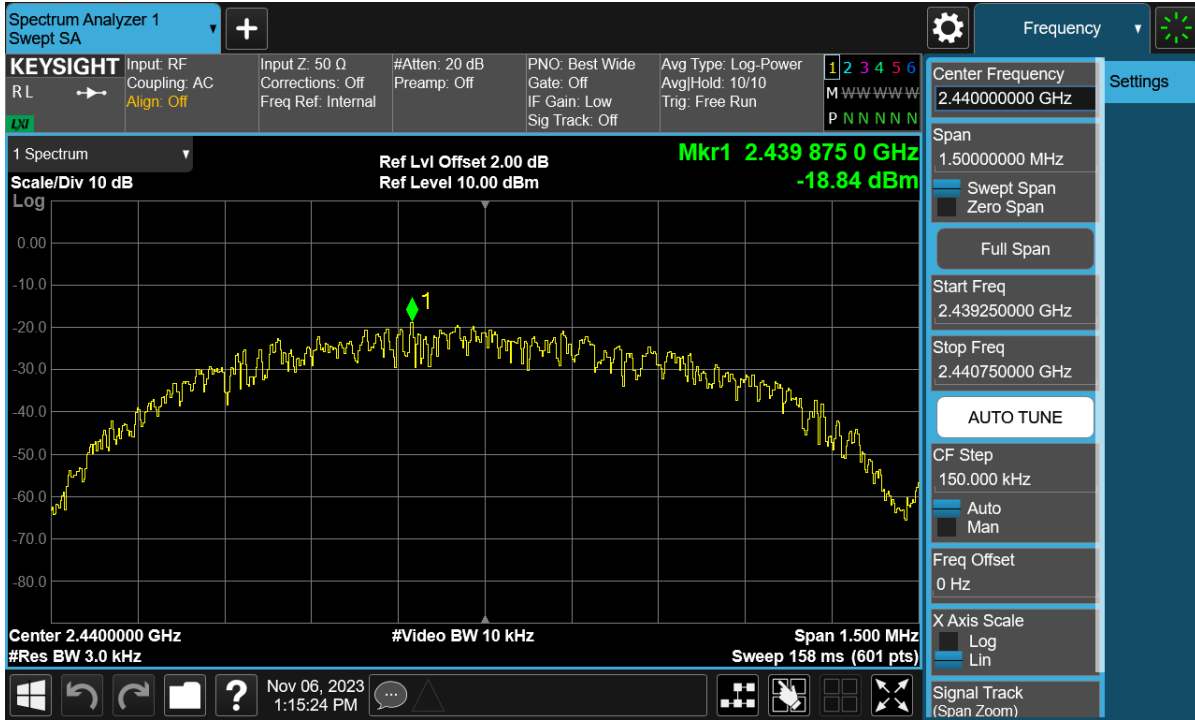 Spectrum Analyzer 1
Swept SA
+
Frequency
KEYSIGHT
R L
LXI
Input: RF
Coupling: AC
Align: Off
Input Z: 50 Ω
Corrections: Off
Freq Ref: Internal
#Atten: 20 dB
Preamp: Off
PNO: Best Wide
Gate: Off
IF Gain: Low
Sig Track: Off
Avg Type: Log-Power
Avg|Hold: 10/10
Trig: Free Run
1 2 3 4 5 6
M W W W W W
P N N N N N
1 Spectrum
Scale/Div 10 dB
Ref Lvl Offset 2.00 dB
Ref Level 10.00 dBm
Mkr1 2.439 875 0 GHz
-18.84 dBm
Log
0.00
-10.0
-20.0
-30.0
-40.0
-50.0
-60.0
-70.0
-80.0
1
Center 2.4400000 GHz
#Video BW 10 kHz
Span 1.500 MHz
#Res BW 3.0 kHz
Sweep 158 ms (601 pts)
Center Frequency
2.440000000 GHz
Settings
Span
1.50000000 MHz
Swept Span
Zero Span
Full Span
Start Freq
2.439250000 GHz
Stop Freq
2.440750000 GHz
AUTO TUNE
CF Step
150.000 kHz
Auto
Man
Freq Offset
0 Hz
X Axis Scale
Log
Lin
Signal Track
(Span Zoom)
?
Nov 06, 2023
1:15:24 PM